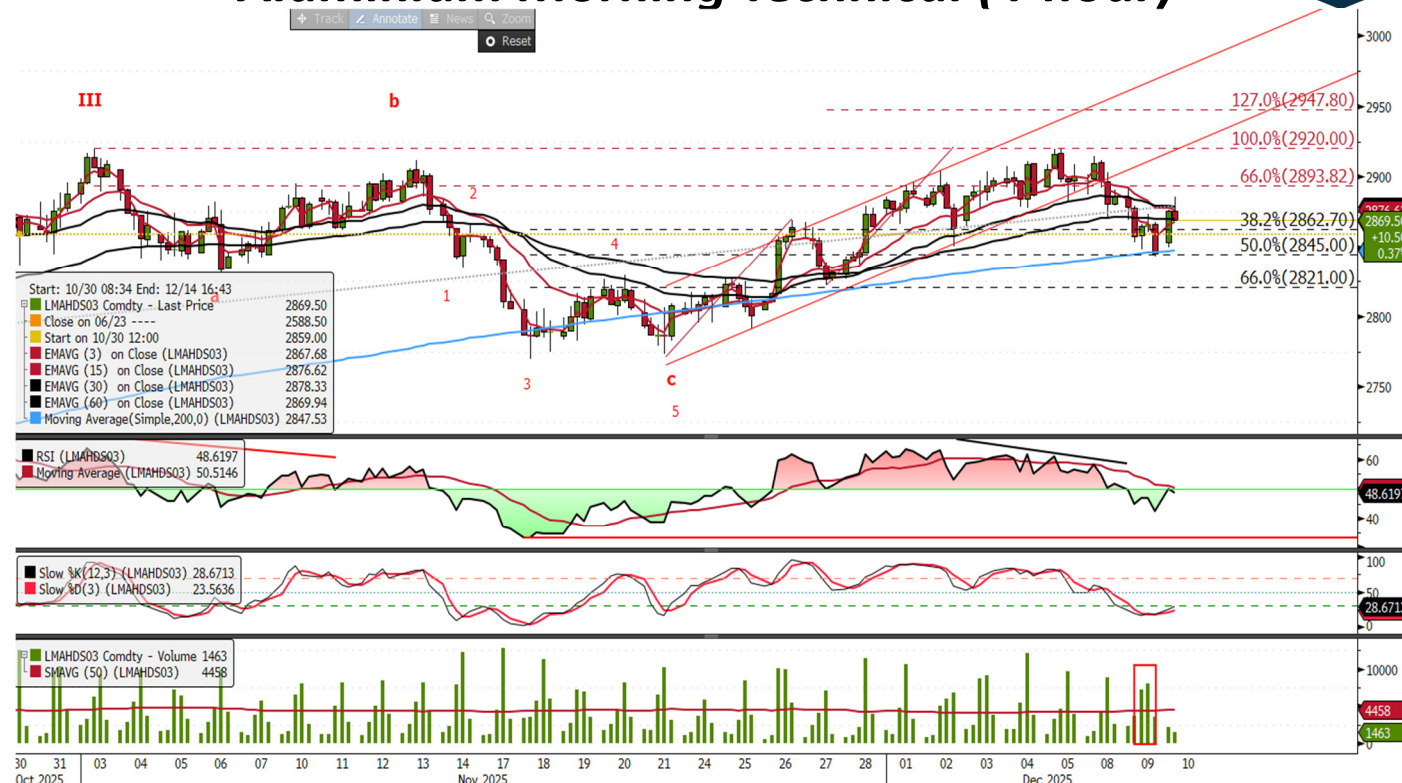 Aluminium Morning Technical (4-hour)
Track Annotate News Zoom
Reset
III
b
a
1
2
3
4
c
5
3000
2950
2900
2800
2750
127.0%(2947.80)
100.0%(2920.00)
66.0%(2893.82)
38.2%(2862.70)
50.0%(2845.00)
66.0%(2821.00)
2869.50
+10.50
0.37
Start: 10/30 08:34 End: 12/14 16:43
LMAHDS03 Comdty - Last Price 2869.50
Close on 06/23 ---- 2588.50
Start on 10/30 12:00 2859.00
EMAVG (3) on Close (LMAHDS03) 2867.68
EMAVG (15) on Close (LMAHDS03) 2876.62
EMAVG (30) on Close (LMAHDS03) 2878.33
EMAVG (60) on Close (LMAHDS03) 2869.94
Moving Average(Simple,200,0) (LMAHDS03) 2847.53
RSI (LMAHDS03) 48.6197
Moving Average (LMAHDS03) 50.5146
60
48.6197
40
Slow %K(12,3) (LMAHDS03) 28.6713
Slow %D(3) (LMAHDS03) 23.5636
100
50
28.6713
0
LMAHDS03 Comdty - Volume 1463
SMAVG (50) (LMAHDS03) 4458
10000
4458
1463
0
30 31 03 04 05 06 07 10 11 12 13 14 17 18 19 20 21 24 25 26 27 28 01 02 03 04 05 08 09 10
Oct 2025 Nov 2025 Dec 2025